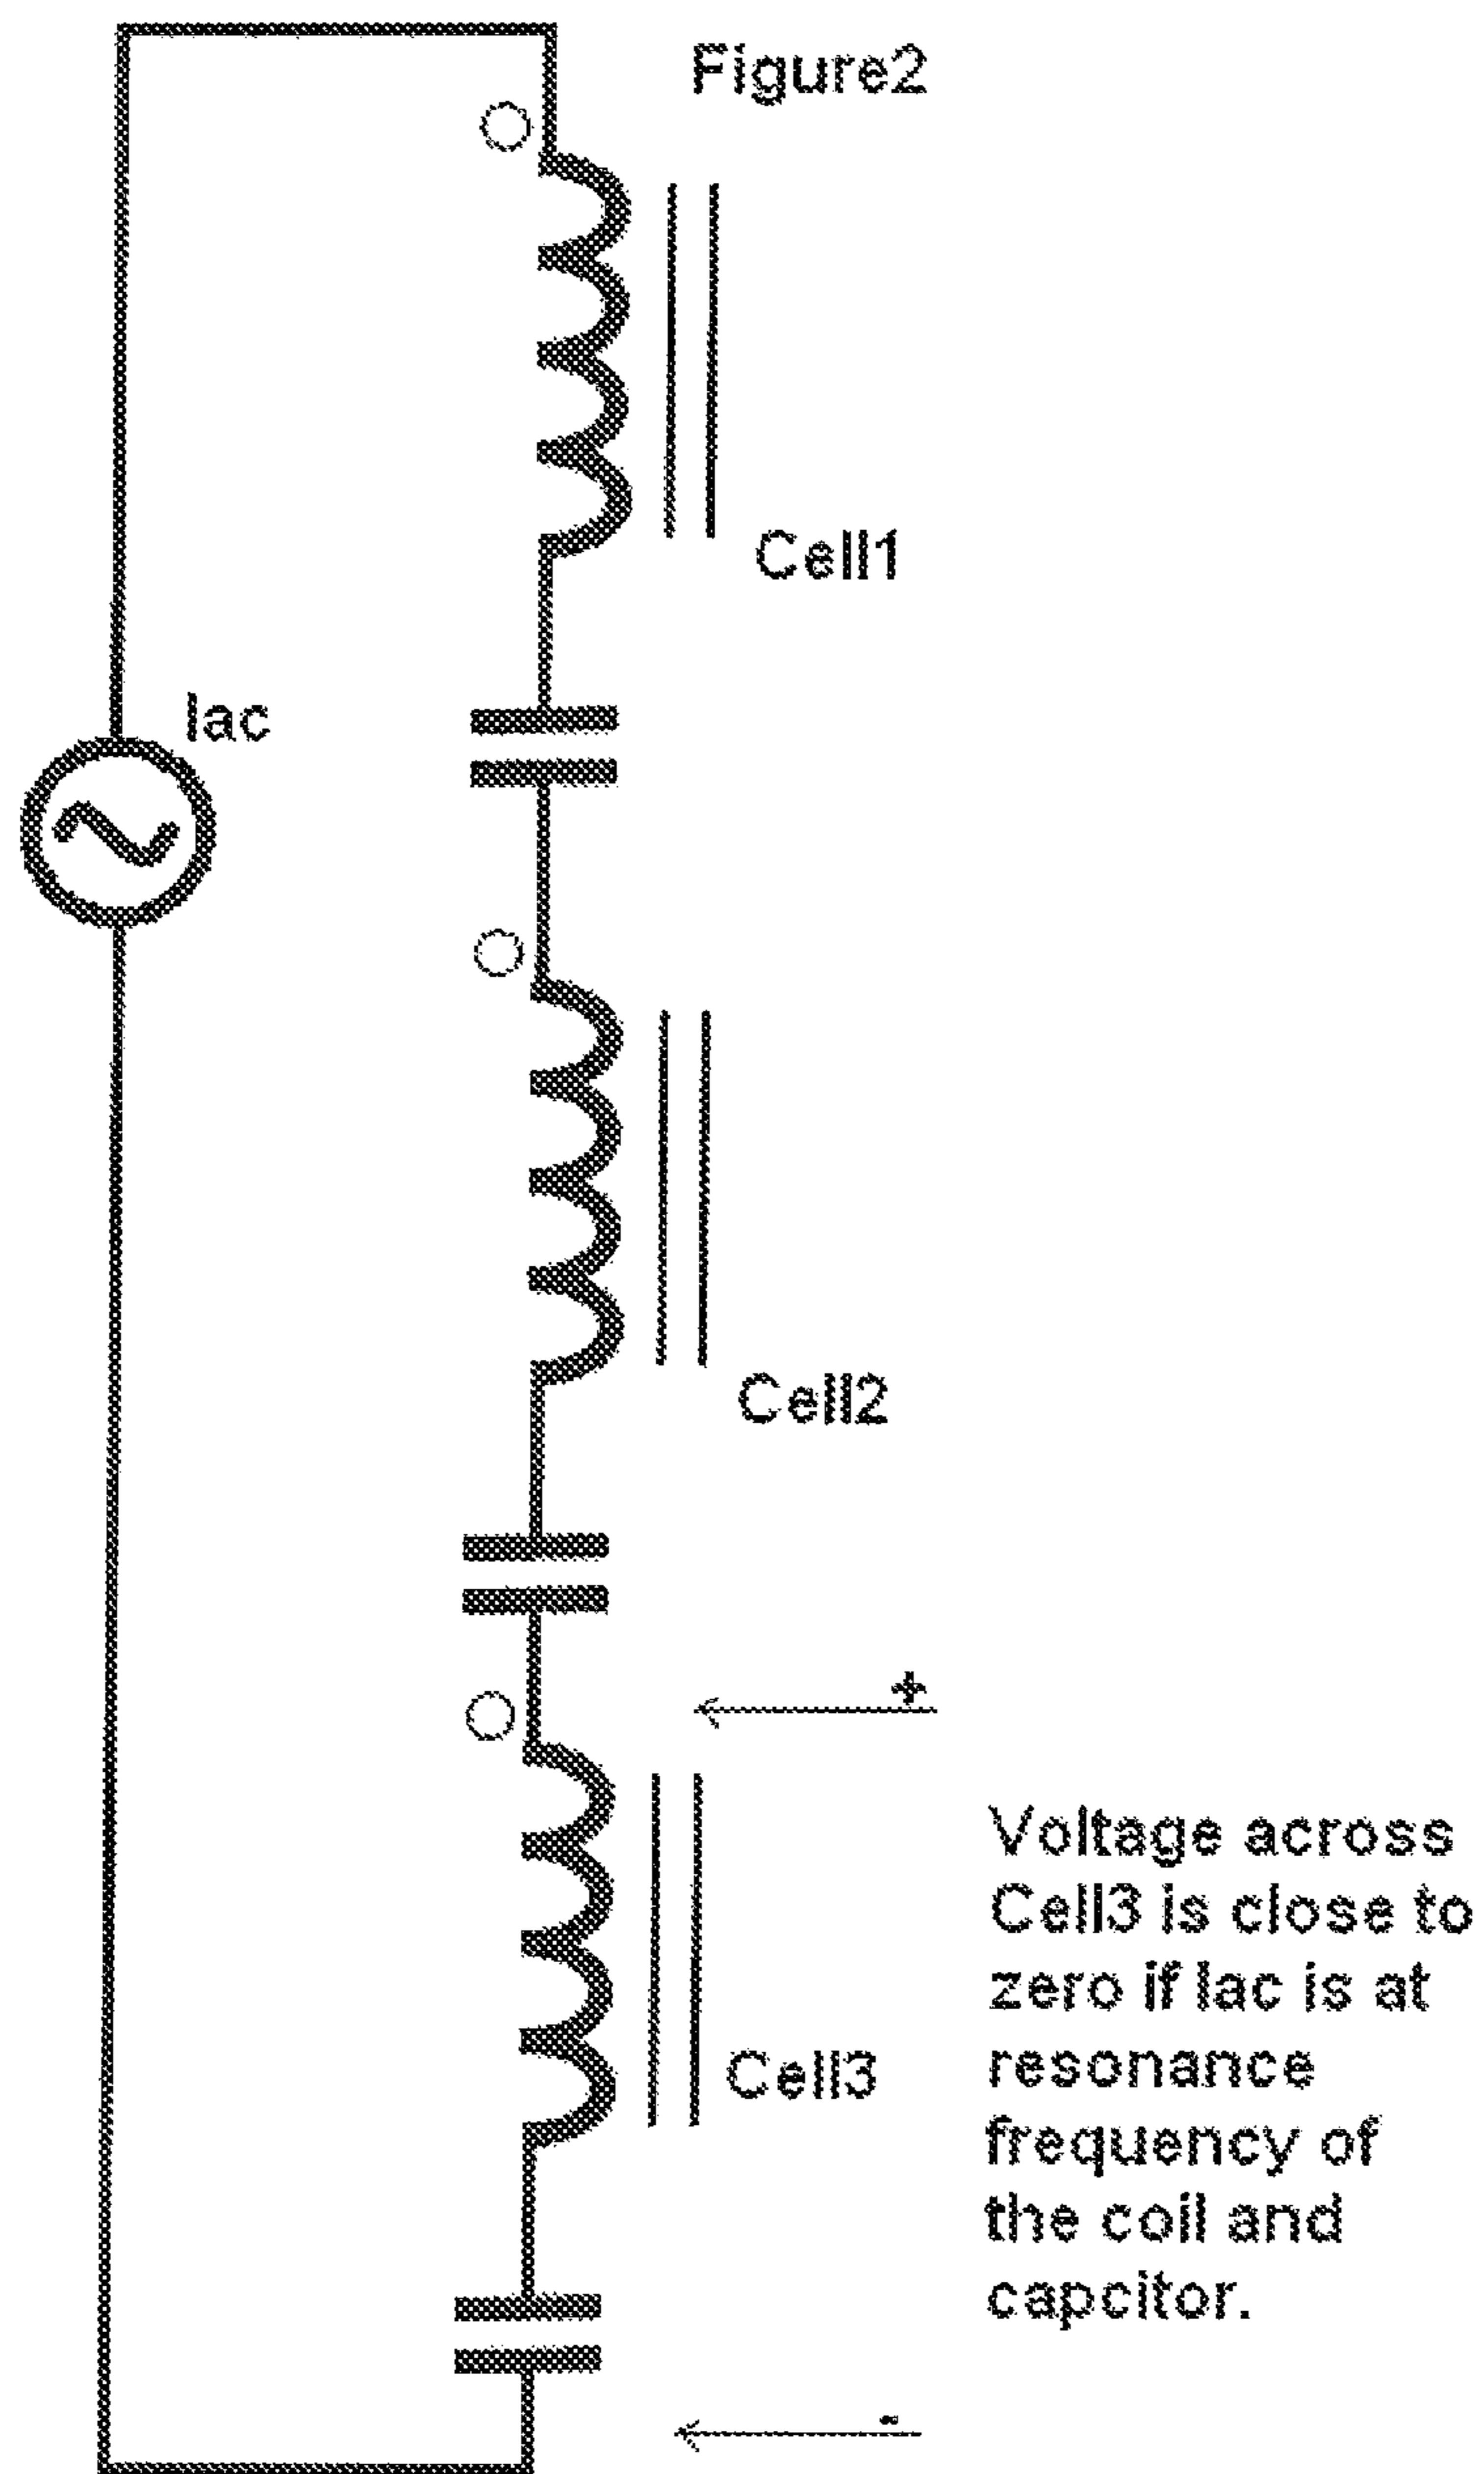 Figure2
Cell1
Iac
Cell2
+
Voltage across
Cell3 is close to
zero if Iac is at
resonance
Cell3
frequency of
the coil and
capcitor.
-